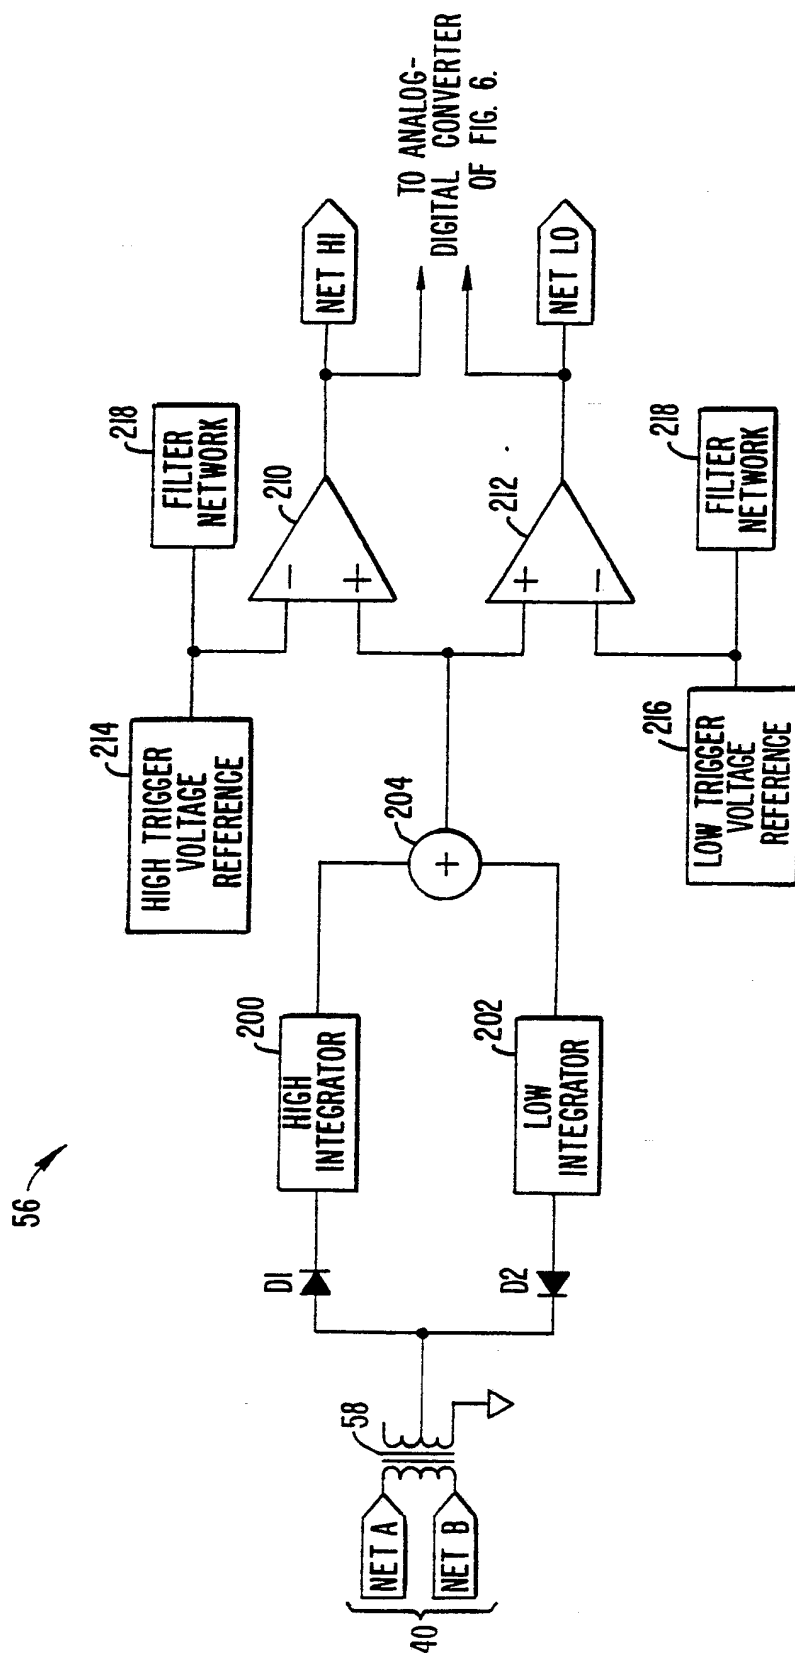 56
40
NET A
NET B
58
D1
D2
HIGH
INTEGRATOR
200
LOW
INTEGRATOR
202
+
204
HIGH TRIGGER
VOLTAGE
REFERENCE
214
LOW TRIGGER
VOLTAGE
REFERENCE
216
FILTER
NETWORK
218
FILTER
NETWORK
218
−
+
210
+
−
212
NET HI
NET LO
TO ANALOG-
DIGITAL CONVERTER
OF FIG. 6.